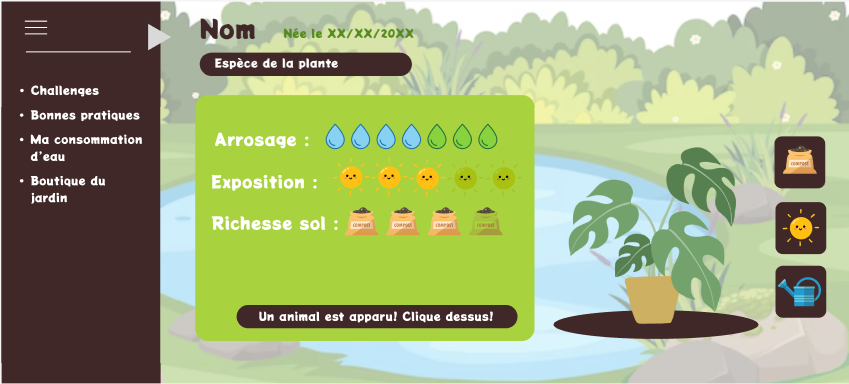 Nom
Née le XX/XX/20XX
Espèce de la plante
Challenges
Bonnes pratiques
Ma consommation
d'eau
Boutique du
jardin
Arrosage :
Exposition :
Richesse sol :
COMPOST
COMPOST
COMPOST
COMPOST
Un animal est apparu! Clique dessus!
COMPOST